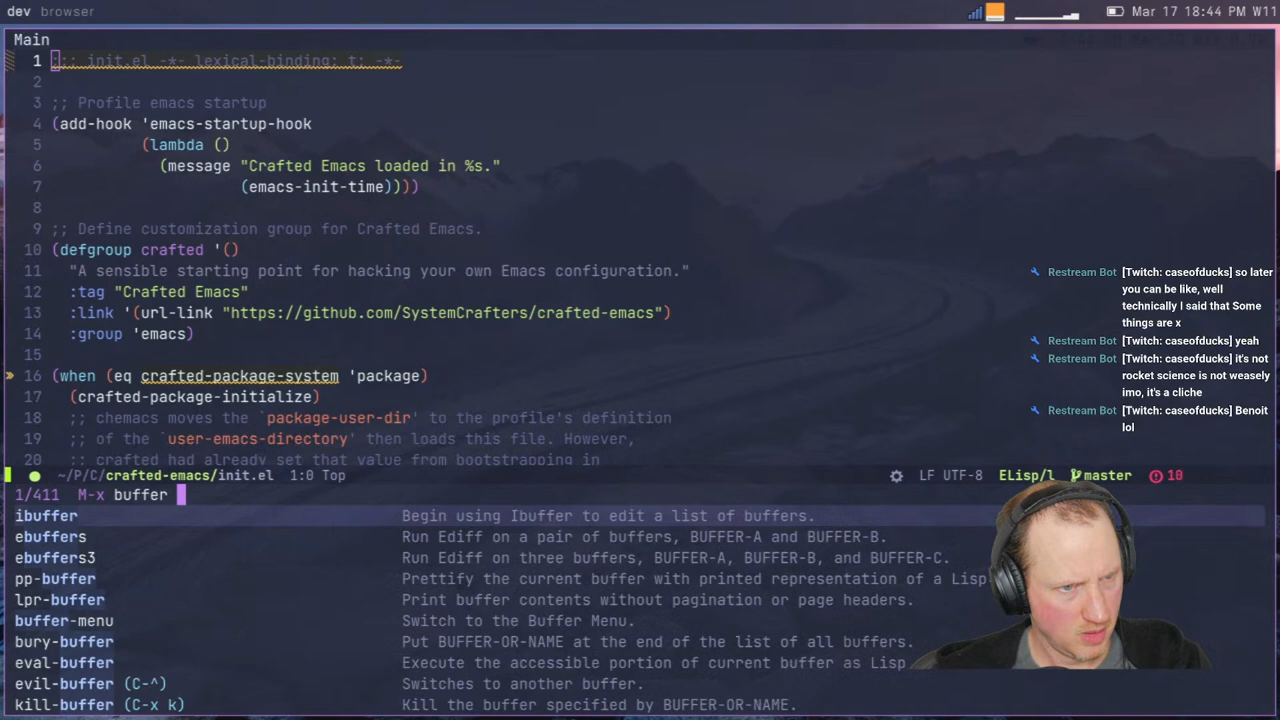 dev browser
Mar 17 18:44 PM W11
Main
1 ;;; init.el -*- lexical-binding: t; -*-
2
3 ;; Profile emacs startup
4 (add-hook 'emacs-startup-hook
5 (lambda ()
6 (message "Crafted Emacs loaded in %s."
7 (emacs-init-time))))
8
9 ;; Define customization group for Crafted Emacs.
10 (defgroup crafted '()
11 "A sensible starting point for hacking your own Emacs configuration."
12 :tag "Crafted Emacs"
13 :link '(url-link "https://github.com/SystemCrafters/crafted-emacs")
14 :group 'emacs)
15
» 16 (when (eq crafted-package-system 'package)
17 (crafted-package-initialize)
18 ;; chemacs moves the `package-user-dir' to the profile's definition
19 ;; of the `user-emacs-directory' then loads this file. However,
20 ;; crafted had already set that value from bootstrapping in
~/P/C/crafted-emacs/init.el 1:0 Top LF UTF-8 ELisp/l master 10
1/411 M-x buffer
ibuffer Begin using Ibuffer to edit a list of buffers.
ebuffers Run Ediff on a pair of buffers, BUFFER-A and BUFFER-B.
ebuffers3 Run Ediff on three buffers, BUFFER-A, BUFFER-B, and BUFFER-C.
pp-buffer Prettify the current buffer with printed representation of a Lisp
lpr-buffer Print buffer contents without pagination or page headers.
buffer-menu Switch to the Buffer Menu.
bury-buffer Put BUFFER-OR-NAME at the end of the list of all buffers.
eval-buffer Execute the accessible portion of current buffer as Lisp
evil-buffer (C-^) Switches to another buffer.
kill-buffer (C-x k) Kill the buffer specified by BUFFER-OR-NAME.
Restream Bot [Twitch: caseofducks] so later
you can be like, well
technically I said that Some
things are x
Restream Bot [Twitch: caseofducks] yeah
Restream Bot [Twitch: caseofducks] it's not
rocket science is not weasely
imo, it's a cliche
Restream Bot [Twitch: caseofducks] Benoit
lol